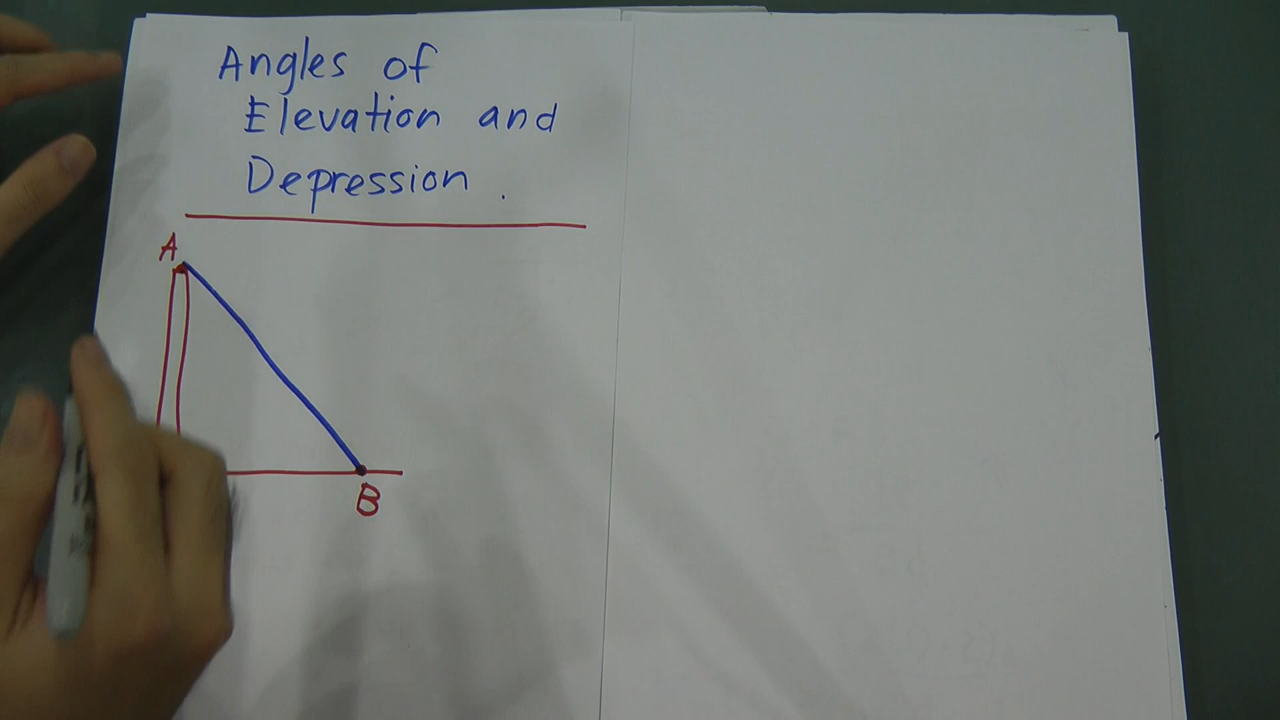 Angles of
Elevation and
Depression .
A
B